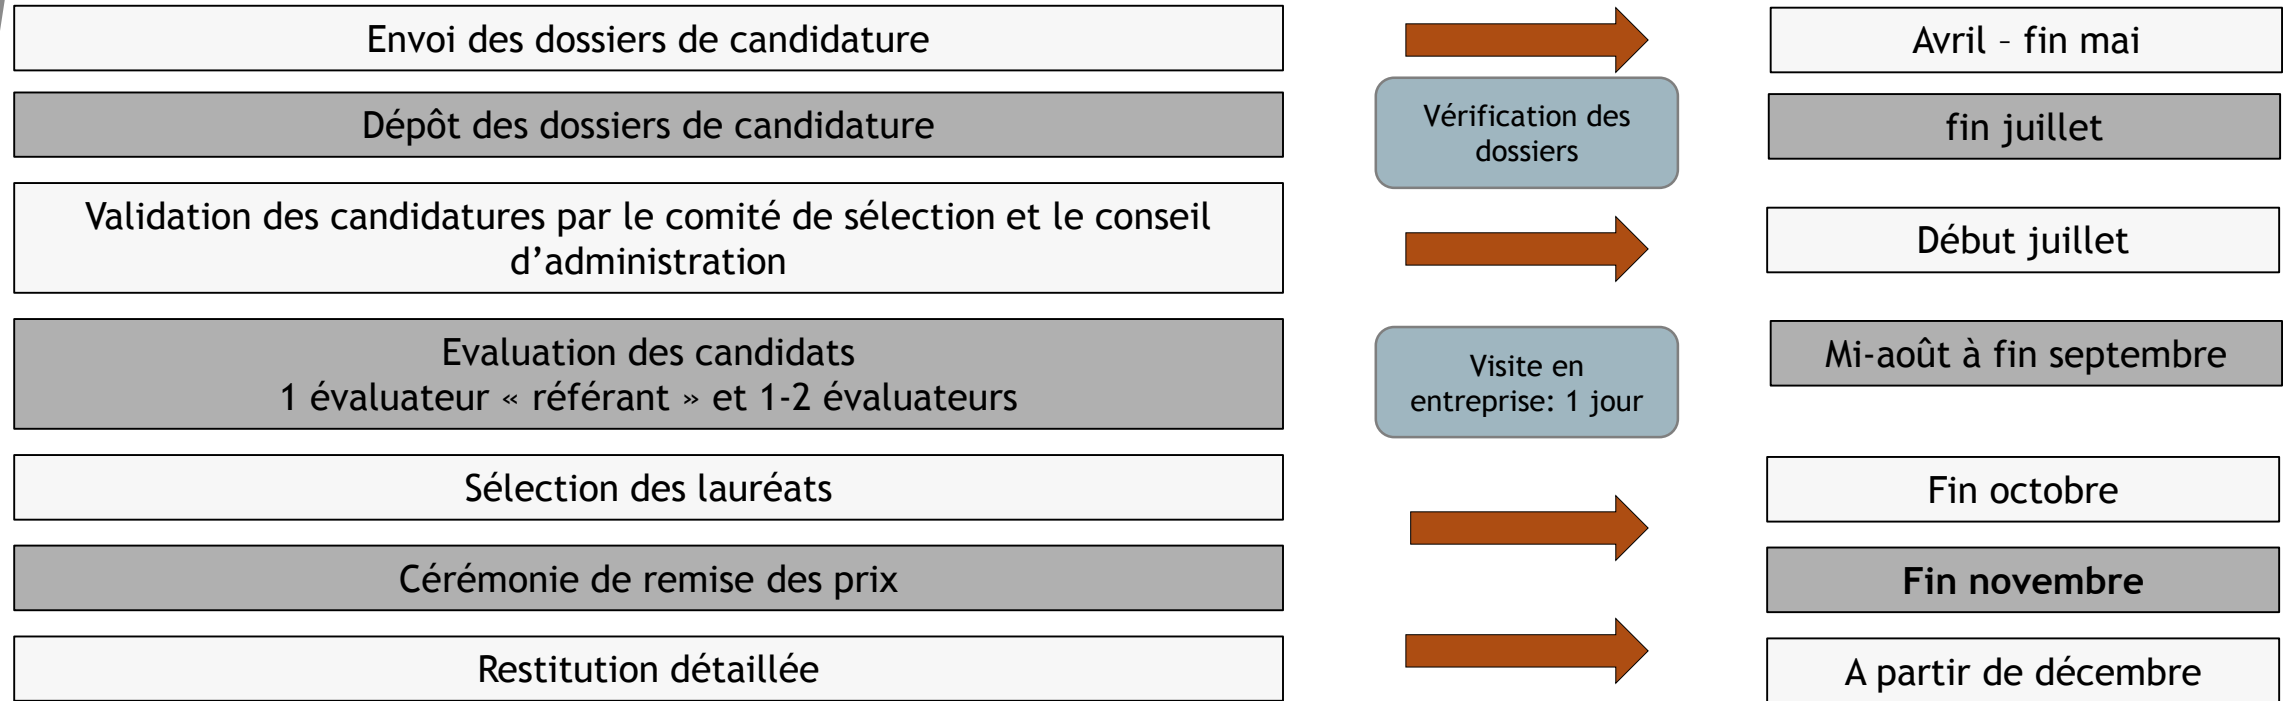 Envoi des dossiers de candidature
Avril – fin mai
Dépôt des dossiers de candidature
Vérification des
dossiers
fin juillet
Validation des candidatures par le comité de sélection et le conseil
d’administration
Début juillet
Evaluation des candidats
1 évaluateur « référant » et 1-2 évaluateurs
Visite en
entreprise: 1 jour
Mi-août à fin septembre
Sélection des lauréats
Fin octobre
Cérémonie de remise des prix
Fin novembre
Restitution détaillée
A partir de décembre